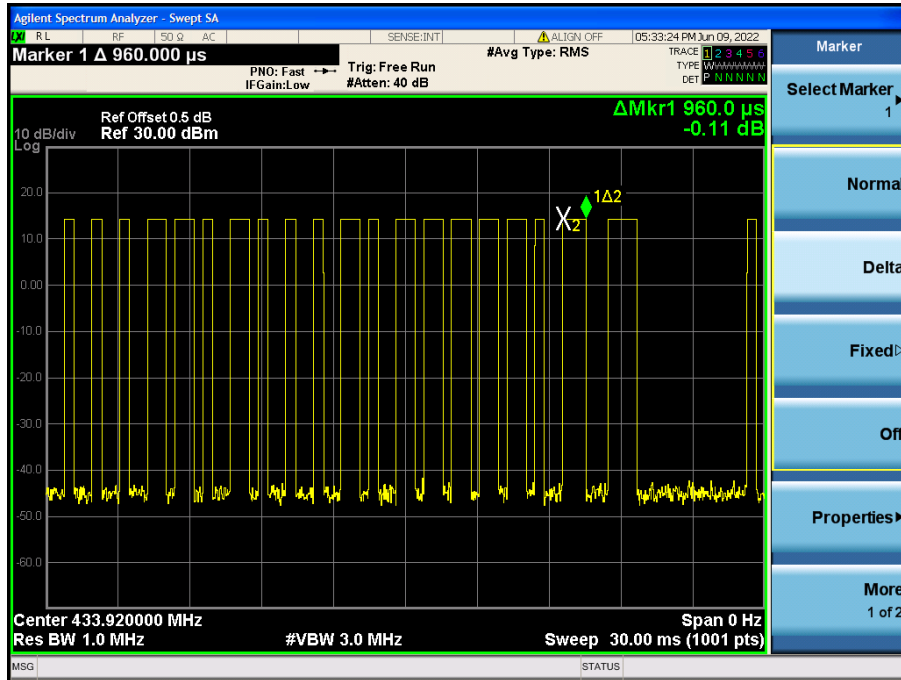 Agilent Spectrum Analyzer - Swept SA
LXI RL RF 50 Ω AC SENSE:INT ALIGN OFF 05:33:24 PM Jun 09, 2022
Marker 1 Δ 960.000 µs
PNO: Fast
IFGain:Low
Trig: Free Run
#Atten: 40 dB
#Avg Type: RMS
TRACE 1 2 3 4 5 6
TYPE
DET P N N N N N
ΔMkr1 960.0 µs
-0.11 dB
Ref Offset 0.5 dB
10 dB/div Ref 30.00 dBm
Log
20.0
10.0
0.00
-10.0
-20.0
-30.0
-40.0
-50.0
-60.0
1Δ2
X2
Center 433.920000 MHz Span 0 Hz
Res BW 1.0 MHz #VBW 3.0 MHz Sweep 30.00 ms (1001 pts)
MSG STATUS
Marker
Select Marker
1
Norma
Delta
Fixed
Off
Properties
More
1 of 2